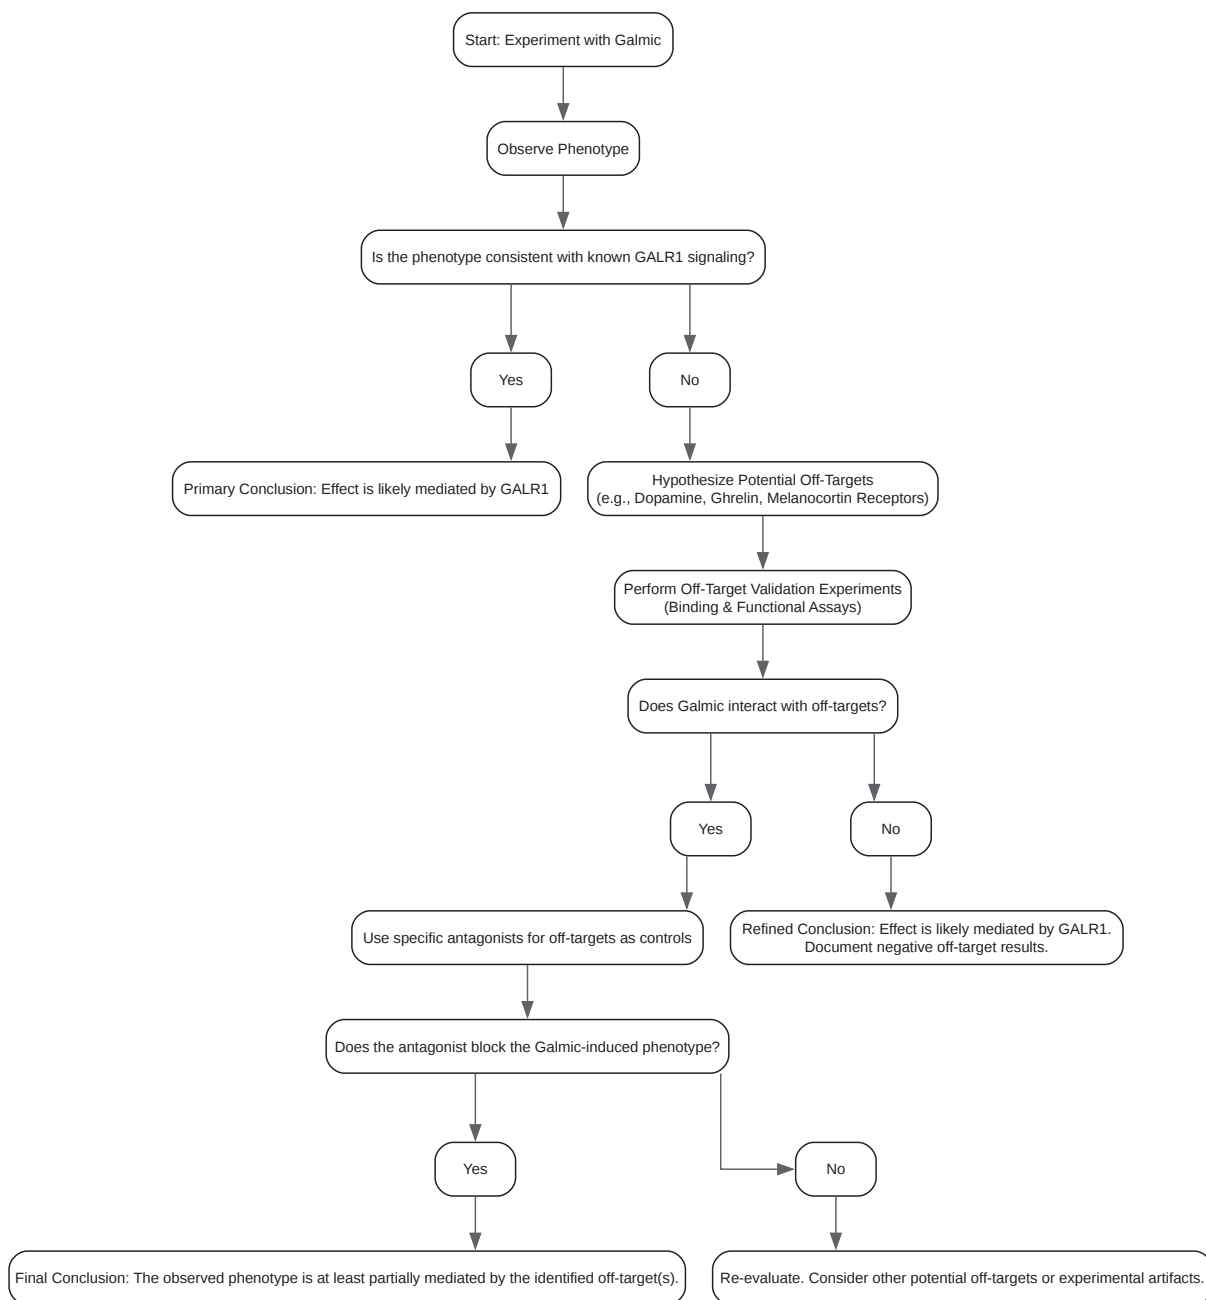 Start: Experiment with Galmic
Observe Phenotype
Is the phenotype consistent with known GALR1 signaling?
Yes
No
Primary Conclusion: Effect is likely mediated by GALR1
Hypothesize Potential Off-Targets
(e.g., Dopamine, Ghrelin, Melanocortin Receptors)
Perform Off-Target Validation Experiments
(Binding & Functional Assays)
Does Galmic interact with off-targets?
Yes
No
Use specific antagonists for off-targets as controls
Refined Conclusion: Effect is likely mediated by GALR1.
Document negative off-target results.
Does the antagonist block the Galmic-induced phenotype?
Yes
No
Final Conclusion: The observed phenotype is at least partially mediated by the identified off-target(s).
Re-evaluate. Consider other potential off-targets or experimental artifacts.